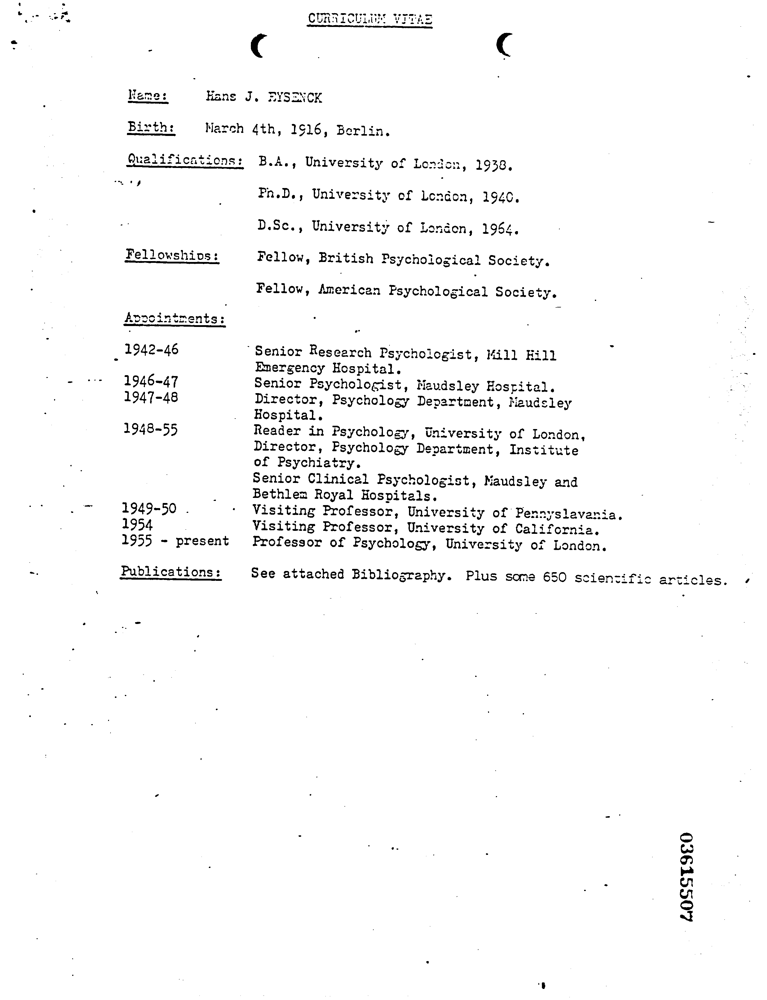 CURRICULUM VITAE
Name: Hans J. EYSENCK
Birth: March 4th, 1916, Berlin.
Qualifications: B.A., University of London, 1938.
Ph.D., University of London, 1940.
D.Sc., University of London, 1964.
Fellowships: Fellow, British Psychological Society.
Fellow, American Psychological Society.
Appointments:
1942-46 Senior Research Psychologist, Mill Hill
Emergency Hospital.
1946-47 Senior Psychologist, Maudsley Hospital.
1947-48 Director, Psychology Department, Maudsley
Hospital.
1948-55 Reader in Psychology, University of London,
Director, Psychology Department, Institute
of Psychiatry.
Senior Clinical Psychologist, Maudsley and
Bethlem Royal Hospitals.
1949-50 Visiting Professor, University of Pennyslavania.
1954 Visiting Professor, University of California.
1955 - present Professor of Psychology, University of London.
Publications: See attached Bibliography. Plus some 650 scientific articles.
03615507